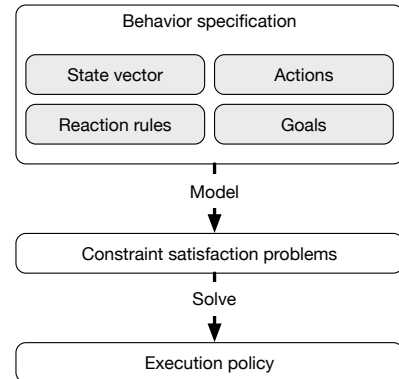 Behavior specification
State vector
Actions
Reaction rules
Goals
Model
Constraint satisfaction problems
Solve
Execution policy